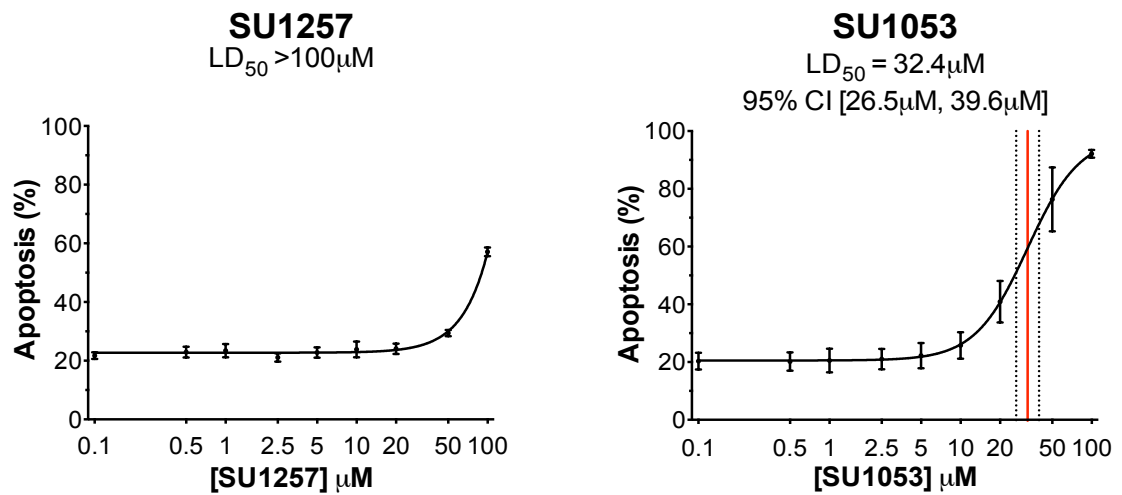 SU1257
LD50 >100μM
100
80
60
40
20
0
Apoptosis (%)
0.1 0.5 1 2.5 5 10 20 50 100
[SU1257] μM
SU1053
LD50 = 32.4μM
95% CI [26.5μM, 39.6μM]
100
80
60
40
20
0
Apoptosis (%)
0.1 0.5 1 2.5 5 10 20 50 100
[SU1053] μM